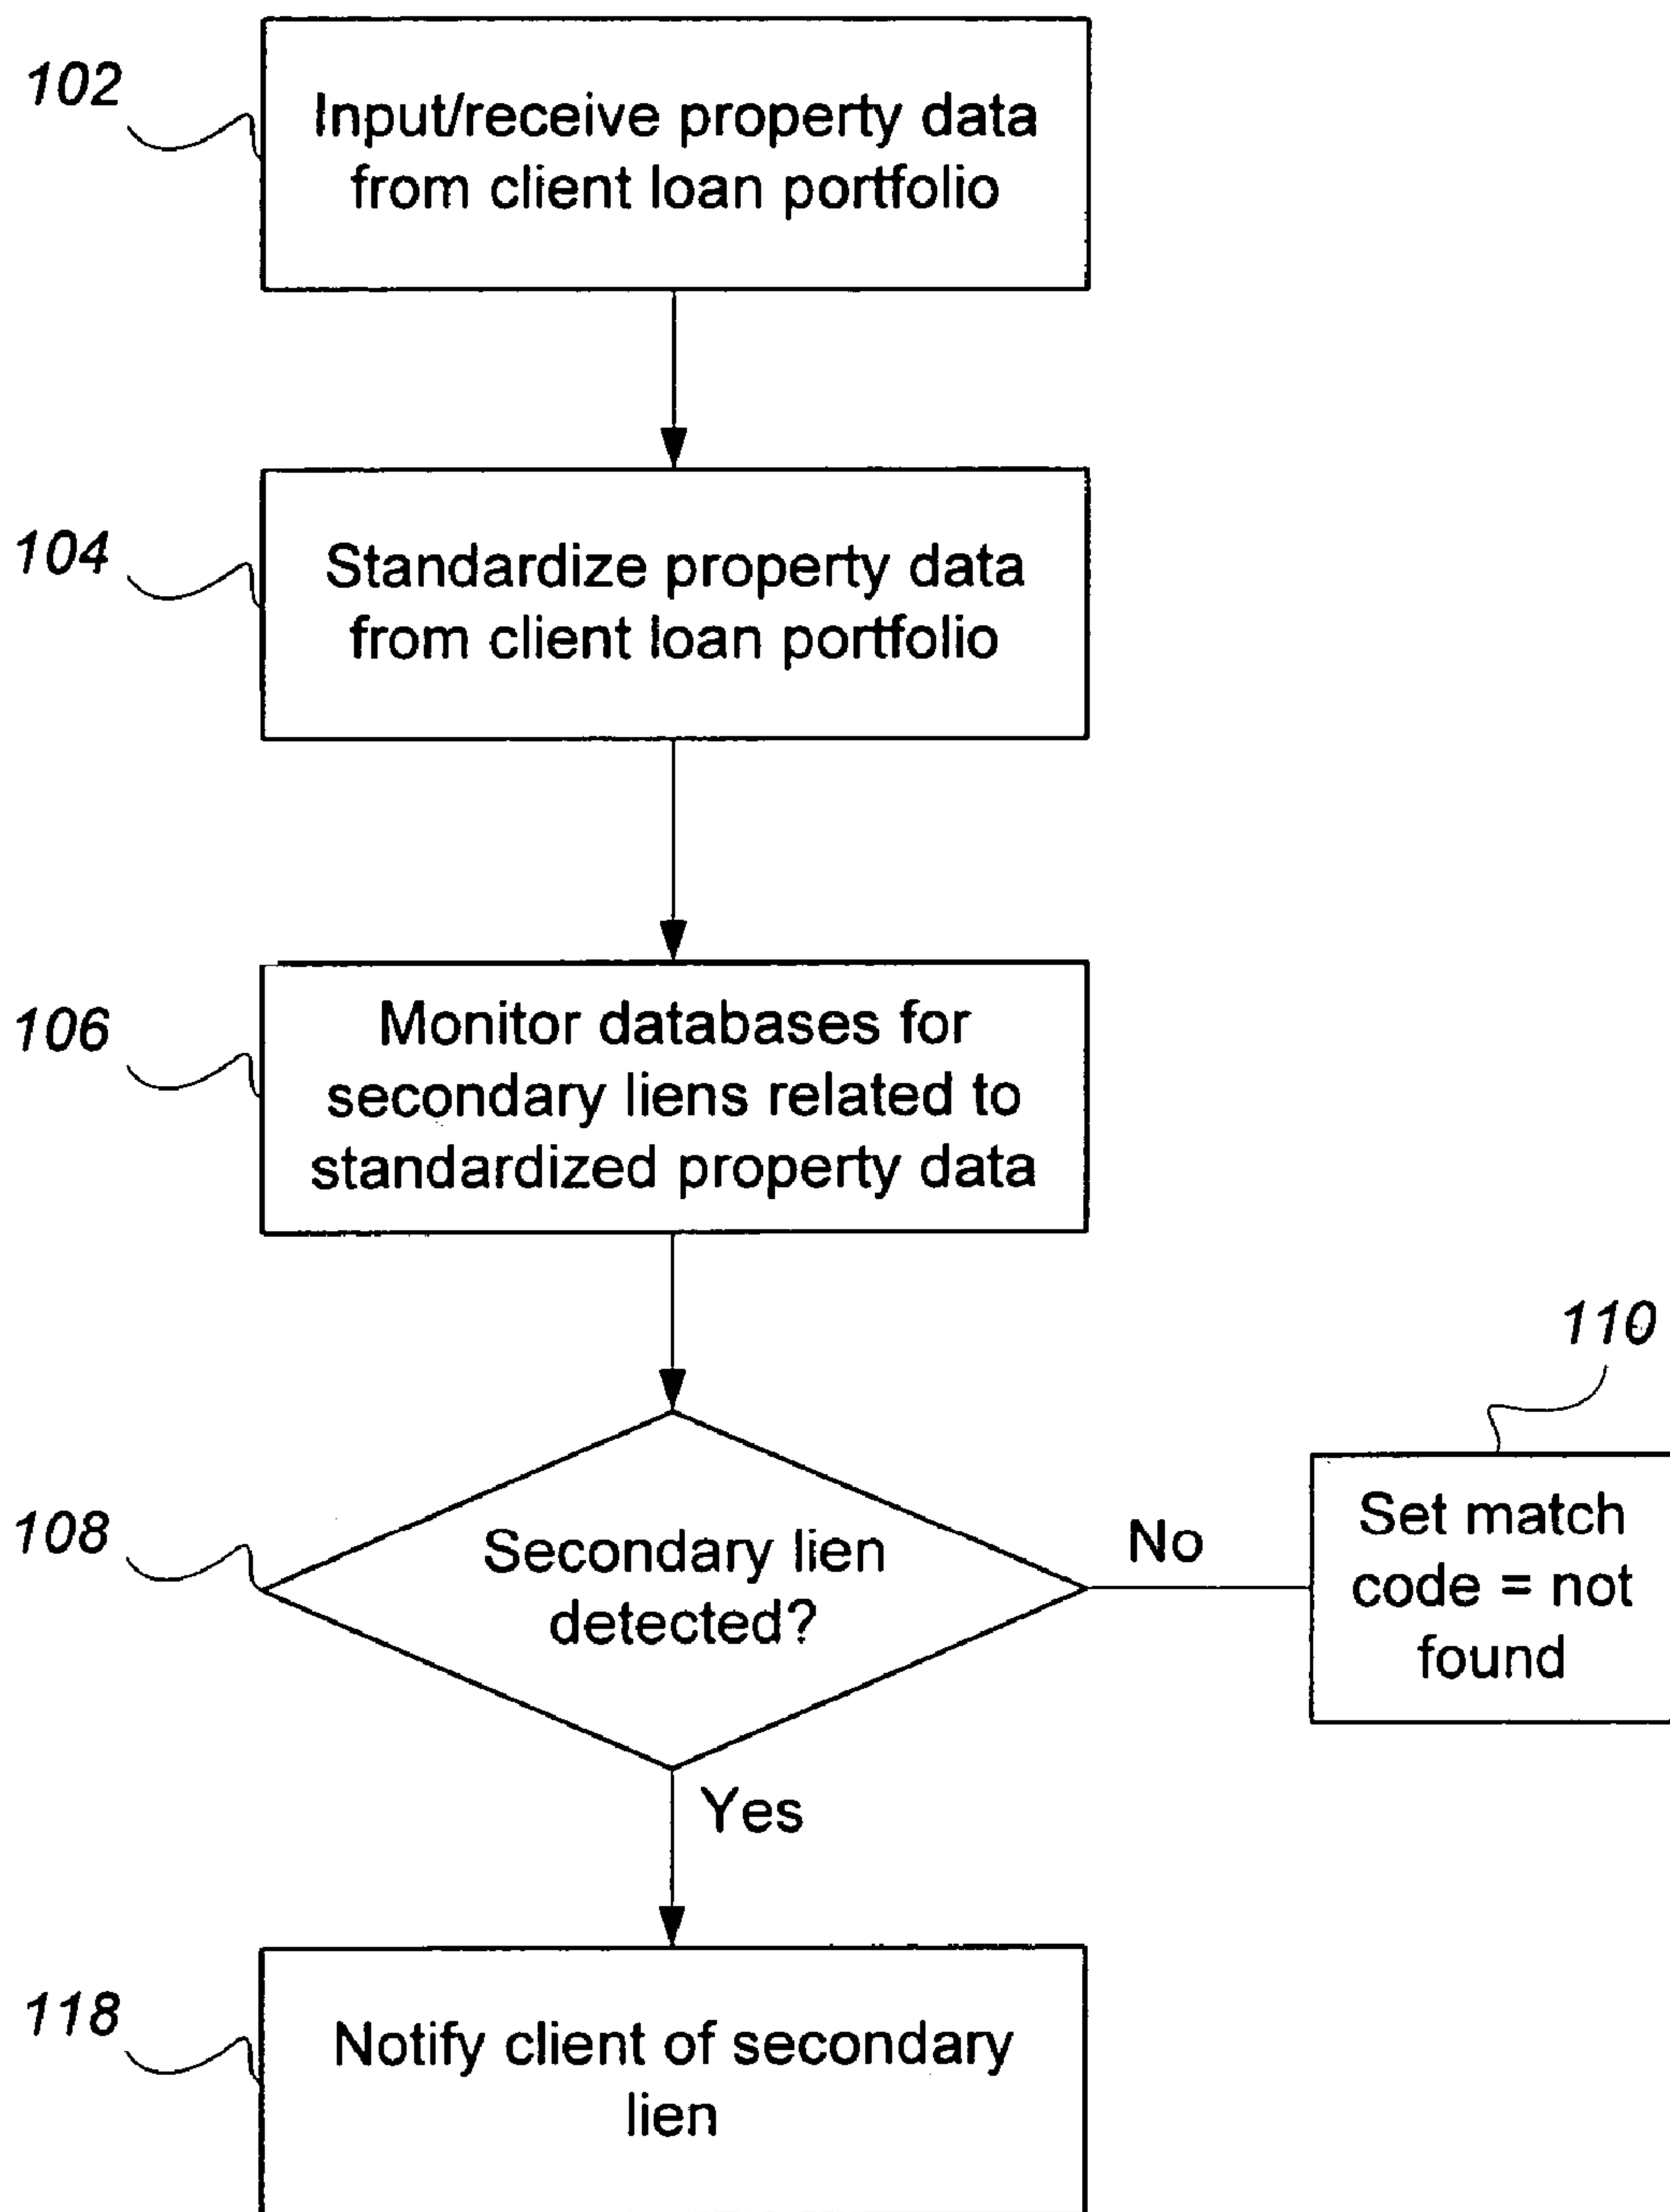 102
Input/receive property data
from client loan portfolio
104
Standardize property data
from client loan portfolio
106
Monitor databases for
secondary liens related to
standardized property data
108
Secondary lien
detected?
No
110
Set match
code = not
found
Yes
118
Notify client of secondary
lien